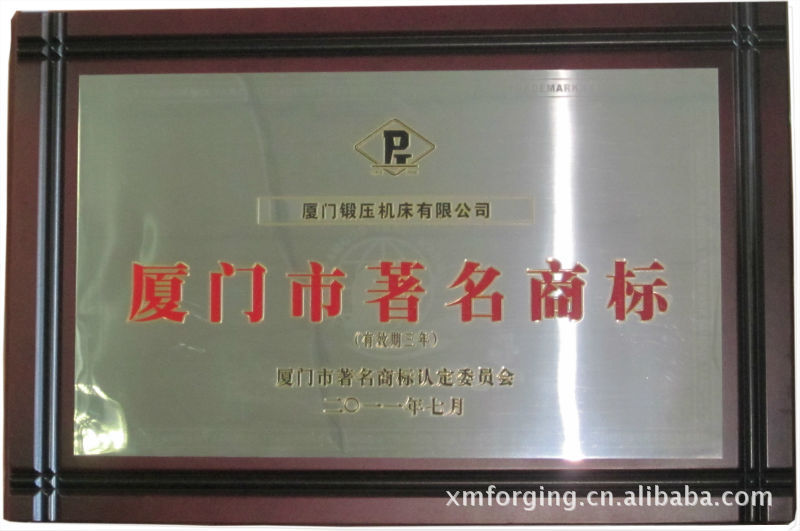 TRADEMARK
厦门锻压机床有限公司
厦门市著名商标
(有效期三年)
厦门市著名商标认定委员会
二〇一一年七月
xmforging.cn.alibaba.com